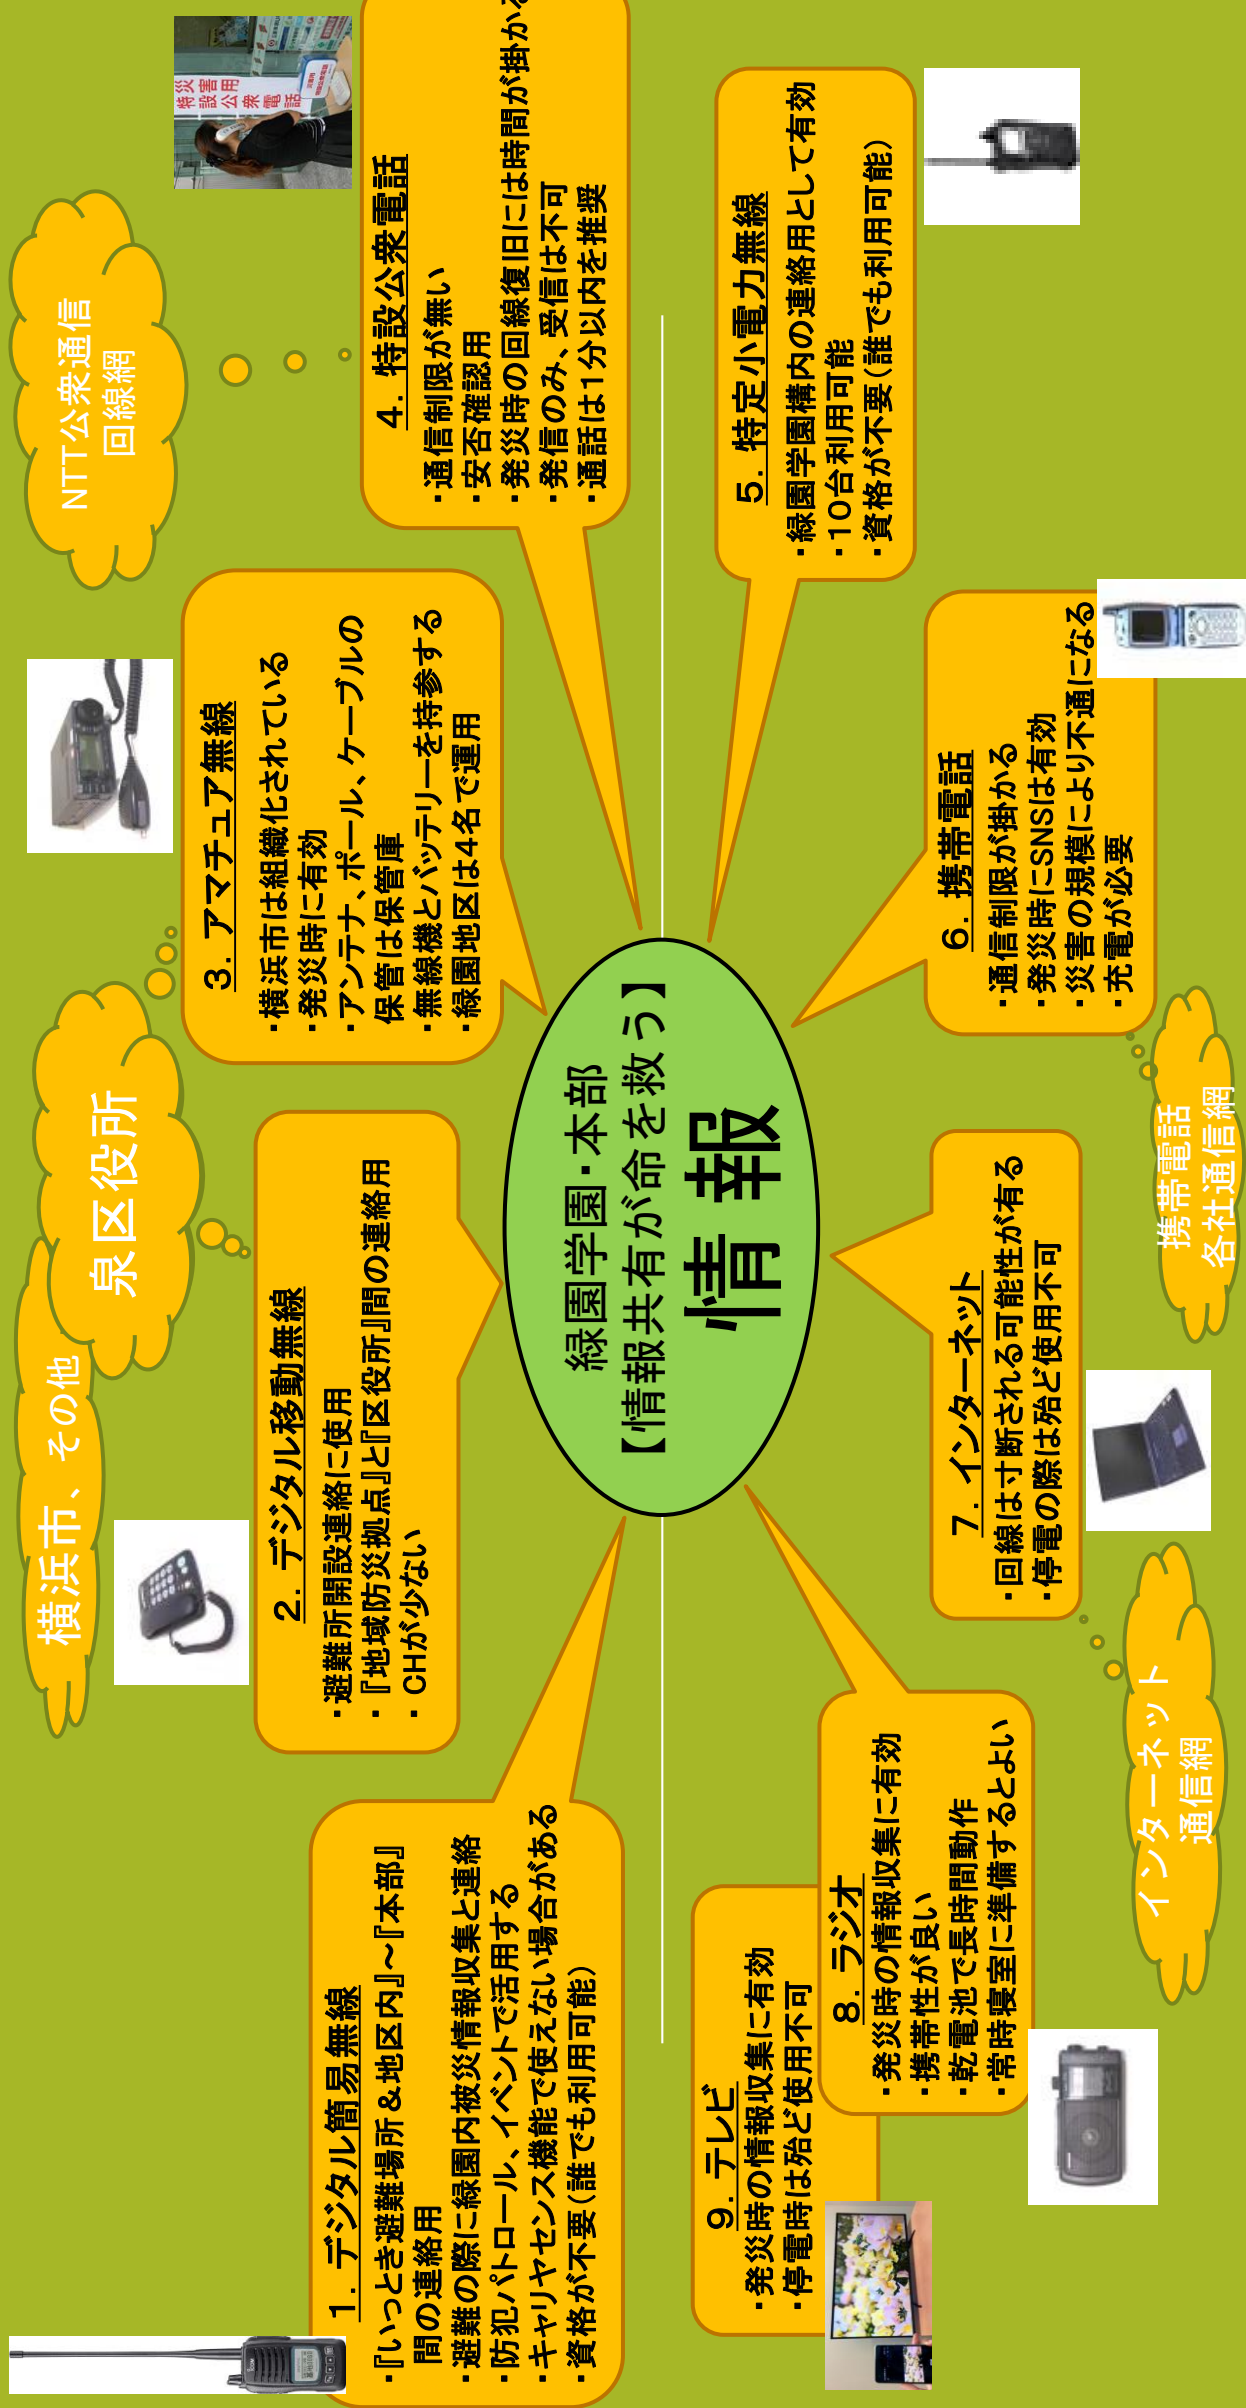 横浜市、その他
泉区役所
NTT公衆通信
回線網
災害用
特設公衆電話
1. デジタル簡易無線
・『いっとき避難場所&地区内』~『本部』
間の連絡用
・避難の際に緑園内被災情報収集と連絡
・防犯パトロール、イベントで活用する
・キャリヤセンス機能で使えない場合がある
・資格が不要(誰でも利用可能)
2. デジタル移動無線
・避難所開設連絡に使用
・『地域防災拠点』と『区役所』間の連絡用
・CHが少ない
3. アマチュア無線
・横浜市は組織化されている
・発災時に有効
・アンテナ、ポール、ケーブルの
保管は保管庫
・無線機とバッテリーを持参する
・緑園地区は4名で運用
4. 特設公衆電話
・通信制限が無い
・安否確認用
・発災時の回線復旧には時間が掛かる
・発信のみ、受信は不可
・通話は1分以内を推奨
緑園学園・本部
【情報共有が命を救う】
情 報
5. 特定小電力無線
・緑園学園構内の連絡用として有効
・10台利用可能
・資格が不要(誰でも利用可能)
6. 携帯電話
・通信制限が掛かる
・発災時にSNSは有効
・災害の規模により不通になる
・充電が必要
7. インターネット
・回線は寸断される可能性が有る
・停電の際は殆ど使用不可
8. ラジオ
・発災時の情報収集に有効
・携帯性が良い
・乾電池で長時間動作
・常時寝室に準備するとよい
9. テレビ
・発災時の情報収集に有効
・停電時は殆ど使用不可
インターネット
通信網
携帯電話
各社通信網